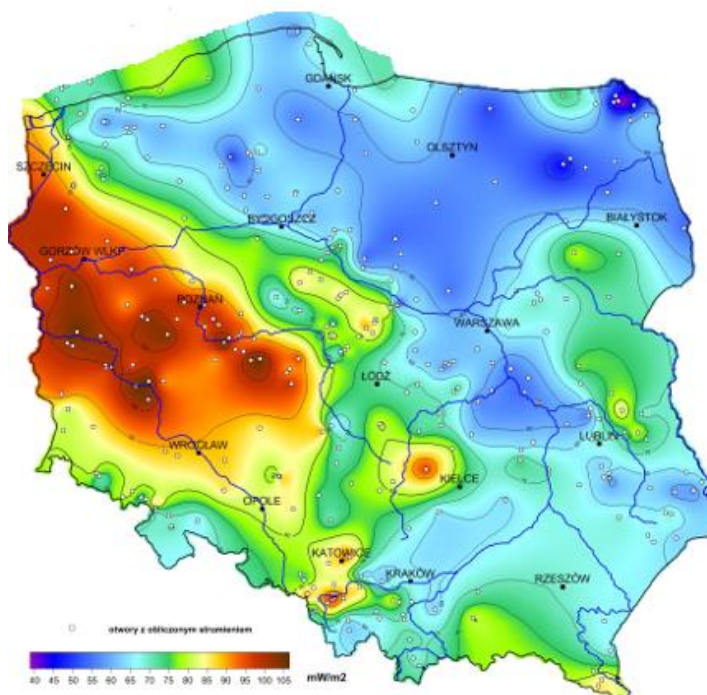 GDAŃSK
OLSZTYN
SZCZECIN
BYDGOSZCZ
BIAŁYSTOK
GORZÓW WLKP
POZNAŃ
WARSZAWA
ŁÓDŹ
WROCŁAW
LUBLIN
KIELCE
OPOLE
KATOWICE
KRAKÓW
RZESZÓW
otwory z obliczonym strumieniem
40 45 50 55 60 65 70 75 80 85 90 95 100 105 mW/m2